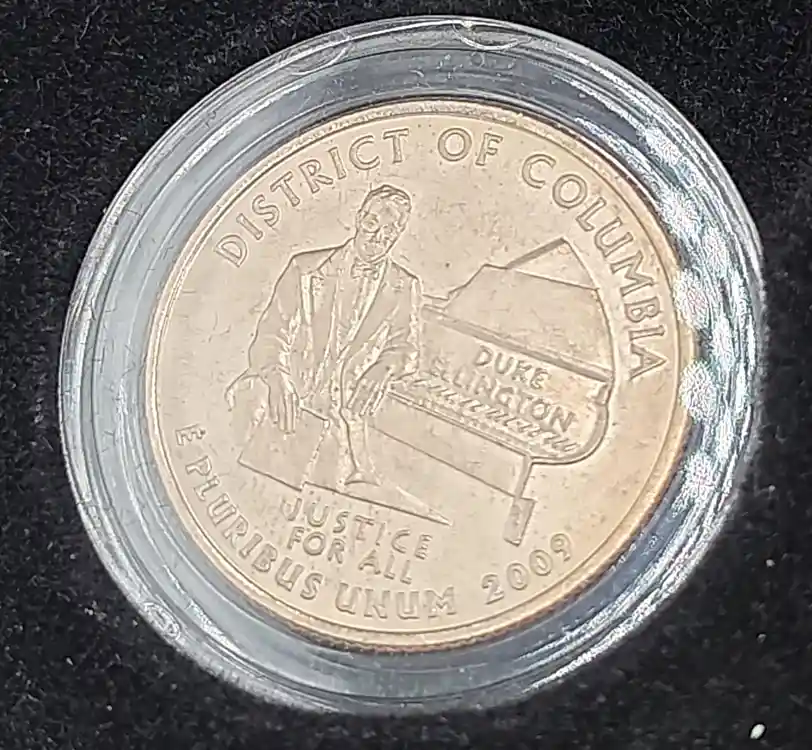 DISTRICT OF COLUMBIA
DUKE
ELLINGTON
JUSTICE
FOR ALL
E PLURIBUS UNUM 2009